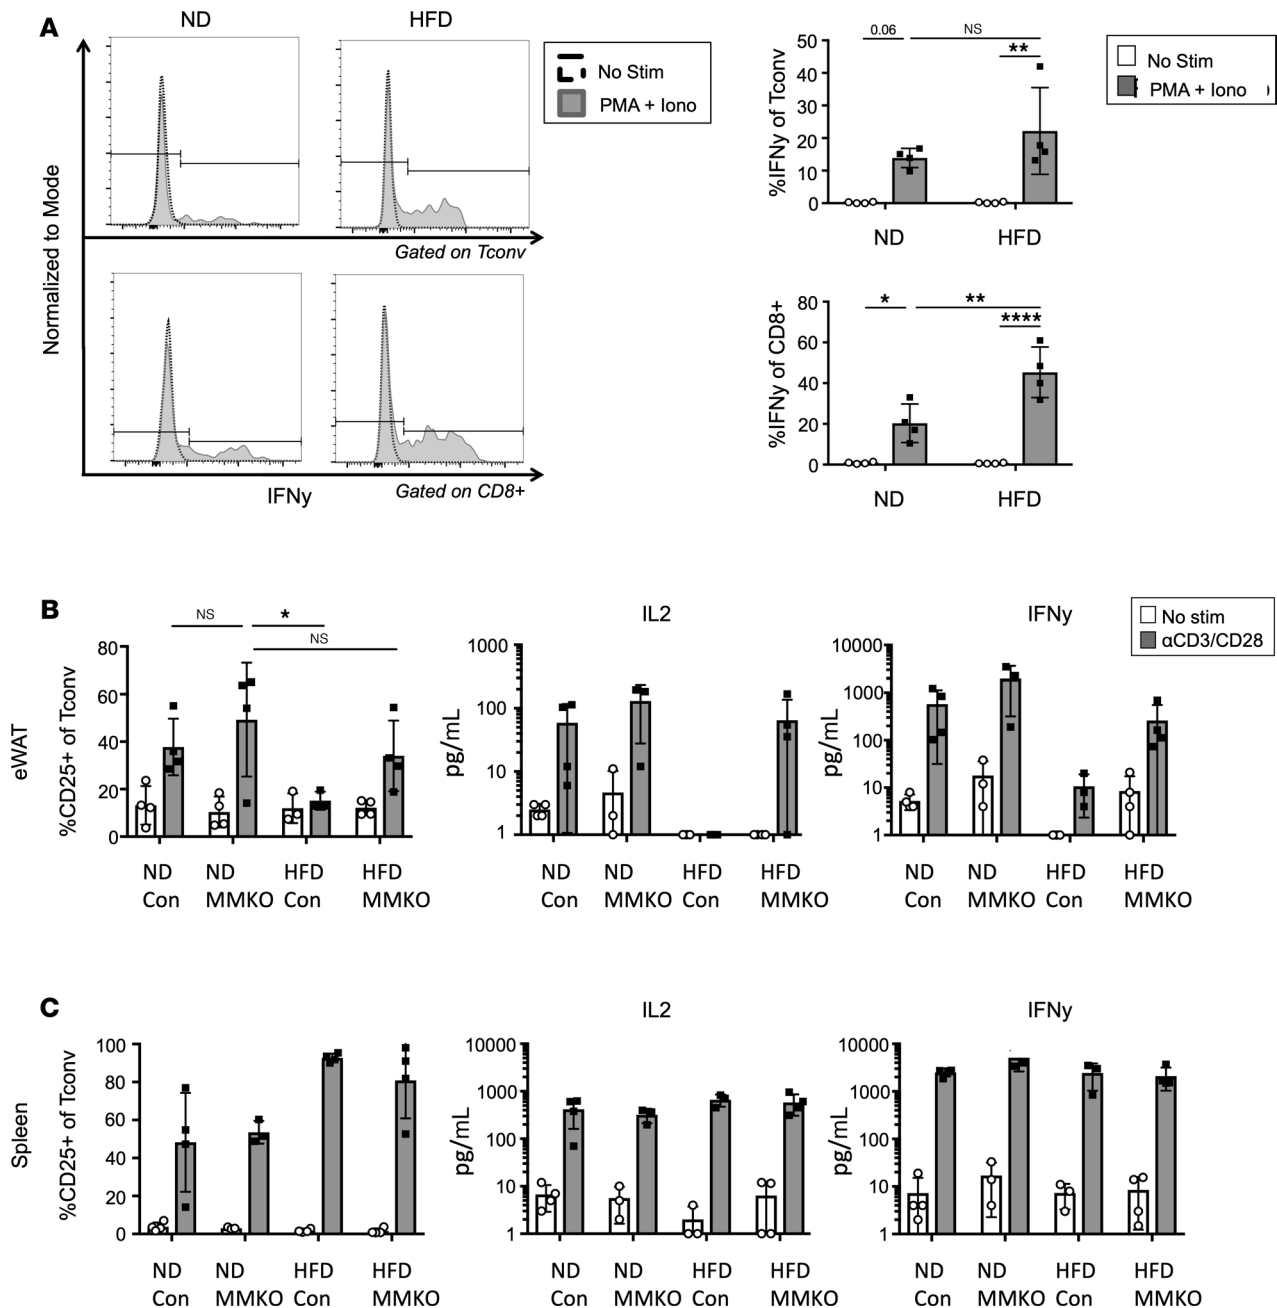 A
ND
HFD
No Stim
PMA + Iono
Normalized to Mode
Gated on Tconv
Gated on CD8+
IFNy
0.06
NS
**
50
40
30
20
10
0
%IFNy of Tconv
ND
HFD
No Stim
PMA + Iono
*
**
****
80
60
40
20
0
%IFNy of CD8+
ND
HFD
B
eWAT
NS
*
NS
80
60
40
20
0
%CD25+ of Tconv
ND Con
ND MMKO
HFD Con
HFD MMKO
IL2
1000
100
10
1
pg/mL
ND Con
ND MMKO
HFD Con
HFD MMKO
IFNy
No stim
αCD3/CD28
10000
1000
100
10
1
pg/mL
ND Con
ND MMKO
HFD Con
HFD MMKO
C
Spleen
100
80
60
40
20
0
%CD25+ of Tconv
ND Con
ND MMKO
HFD Con
HFD MMKO
IL2
10000
1000
100
10
1
pg/mL
ND Con
ND MMKO
HFD Con
HFD MMKO
IFNy
10000
1000
100
10
1
pg/mL
ND Con
ND MMKO
HFD Con
HFD MMKO